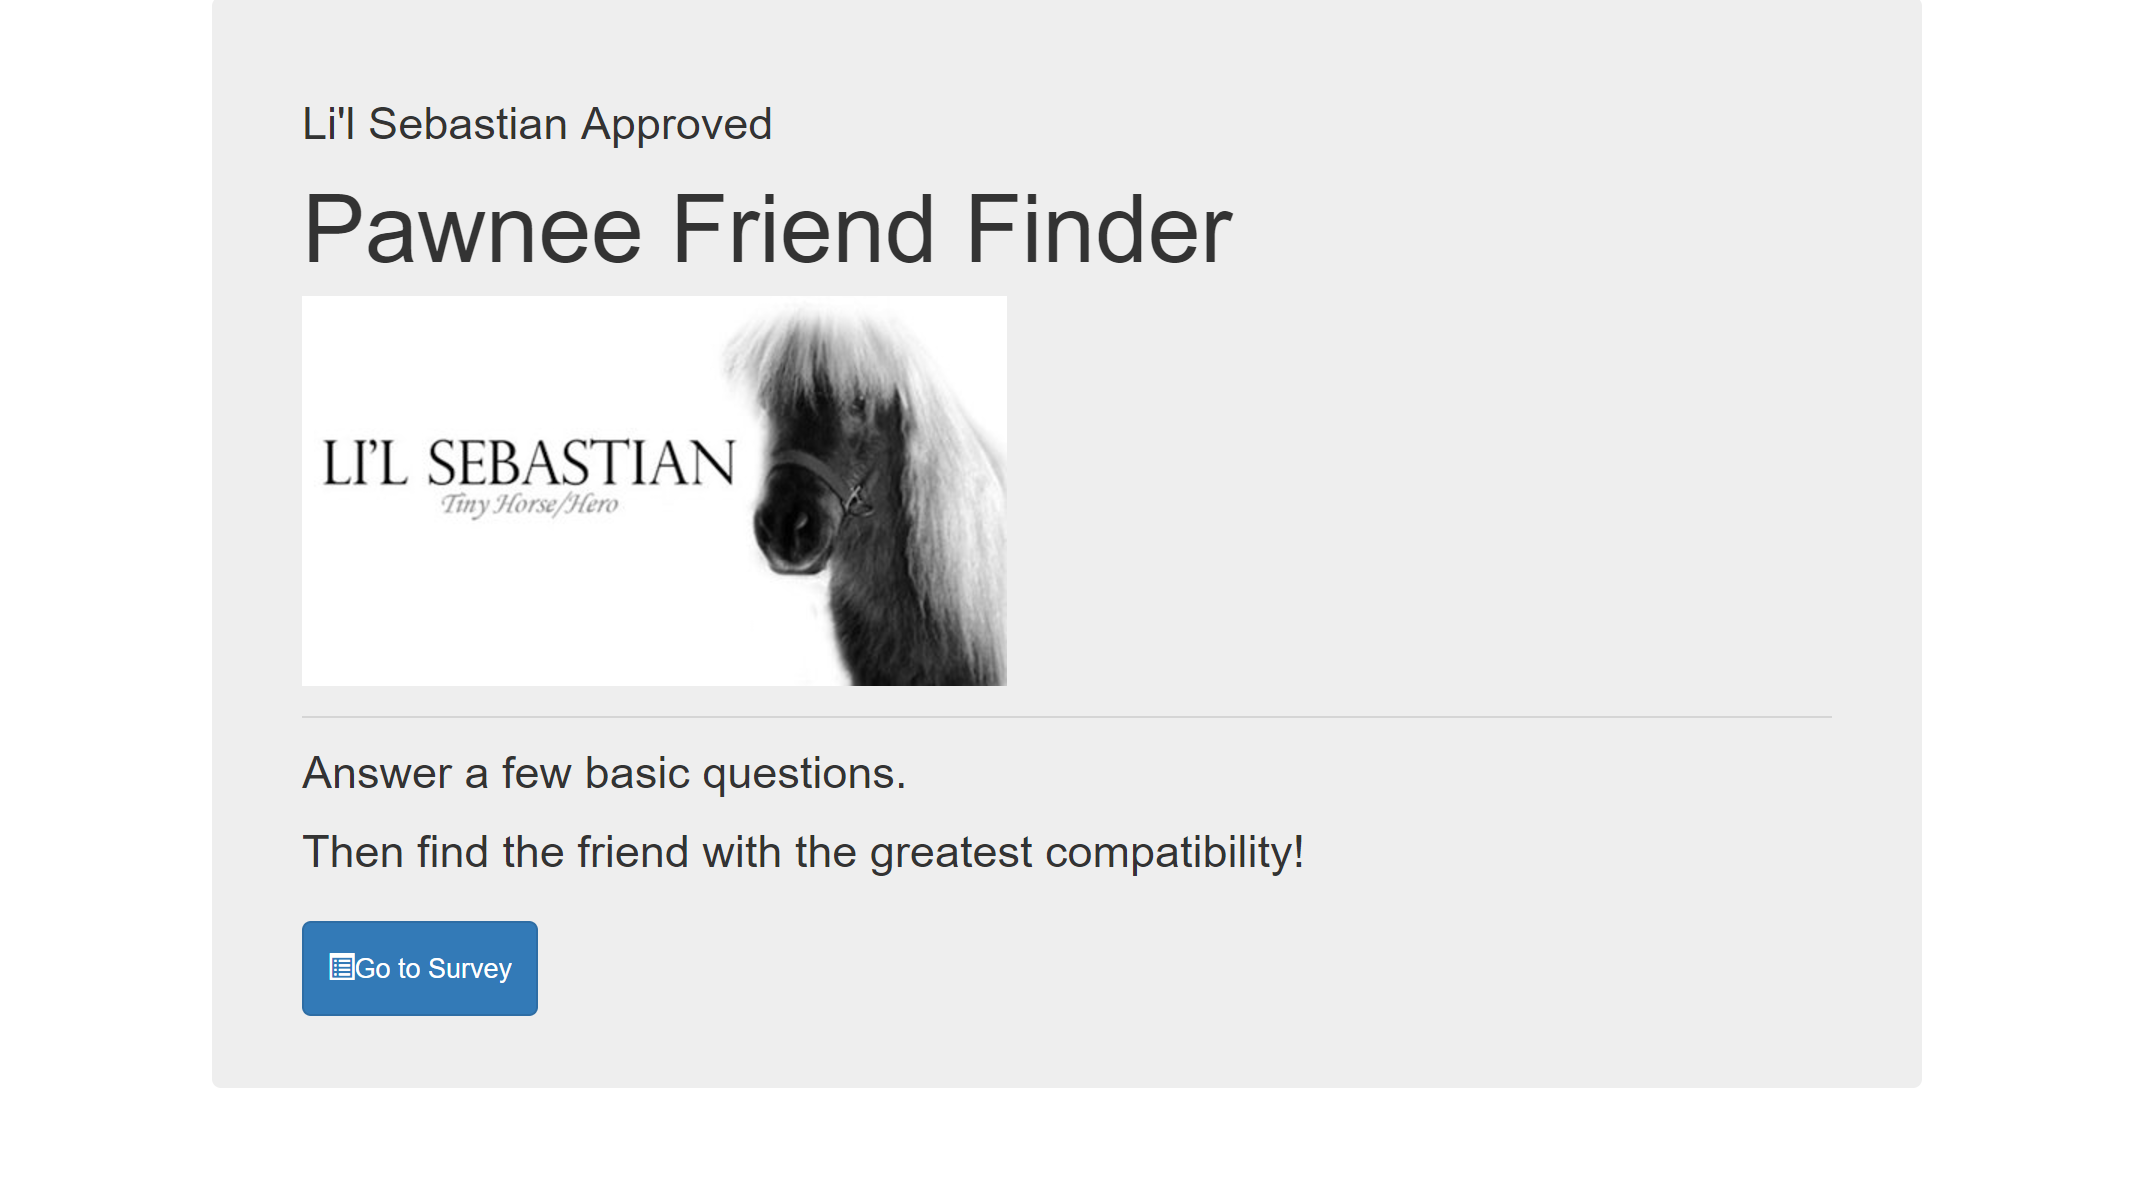 Li'l Sebastian Approved
Pawnee Friend Finder
LI'L SEBASTIAN
Tiny Horse/Hero
Answer a few basic questions.
Then find the friend with the greatest compatibility!
Go to Survey